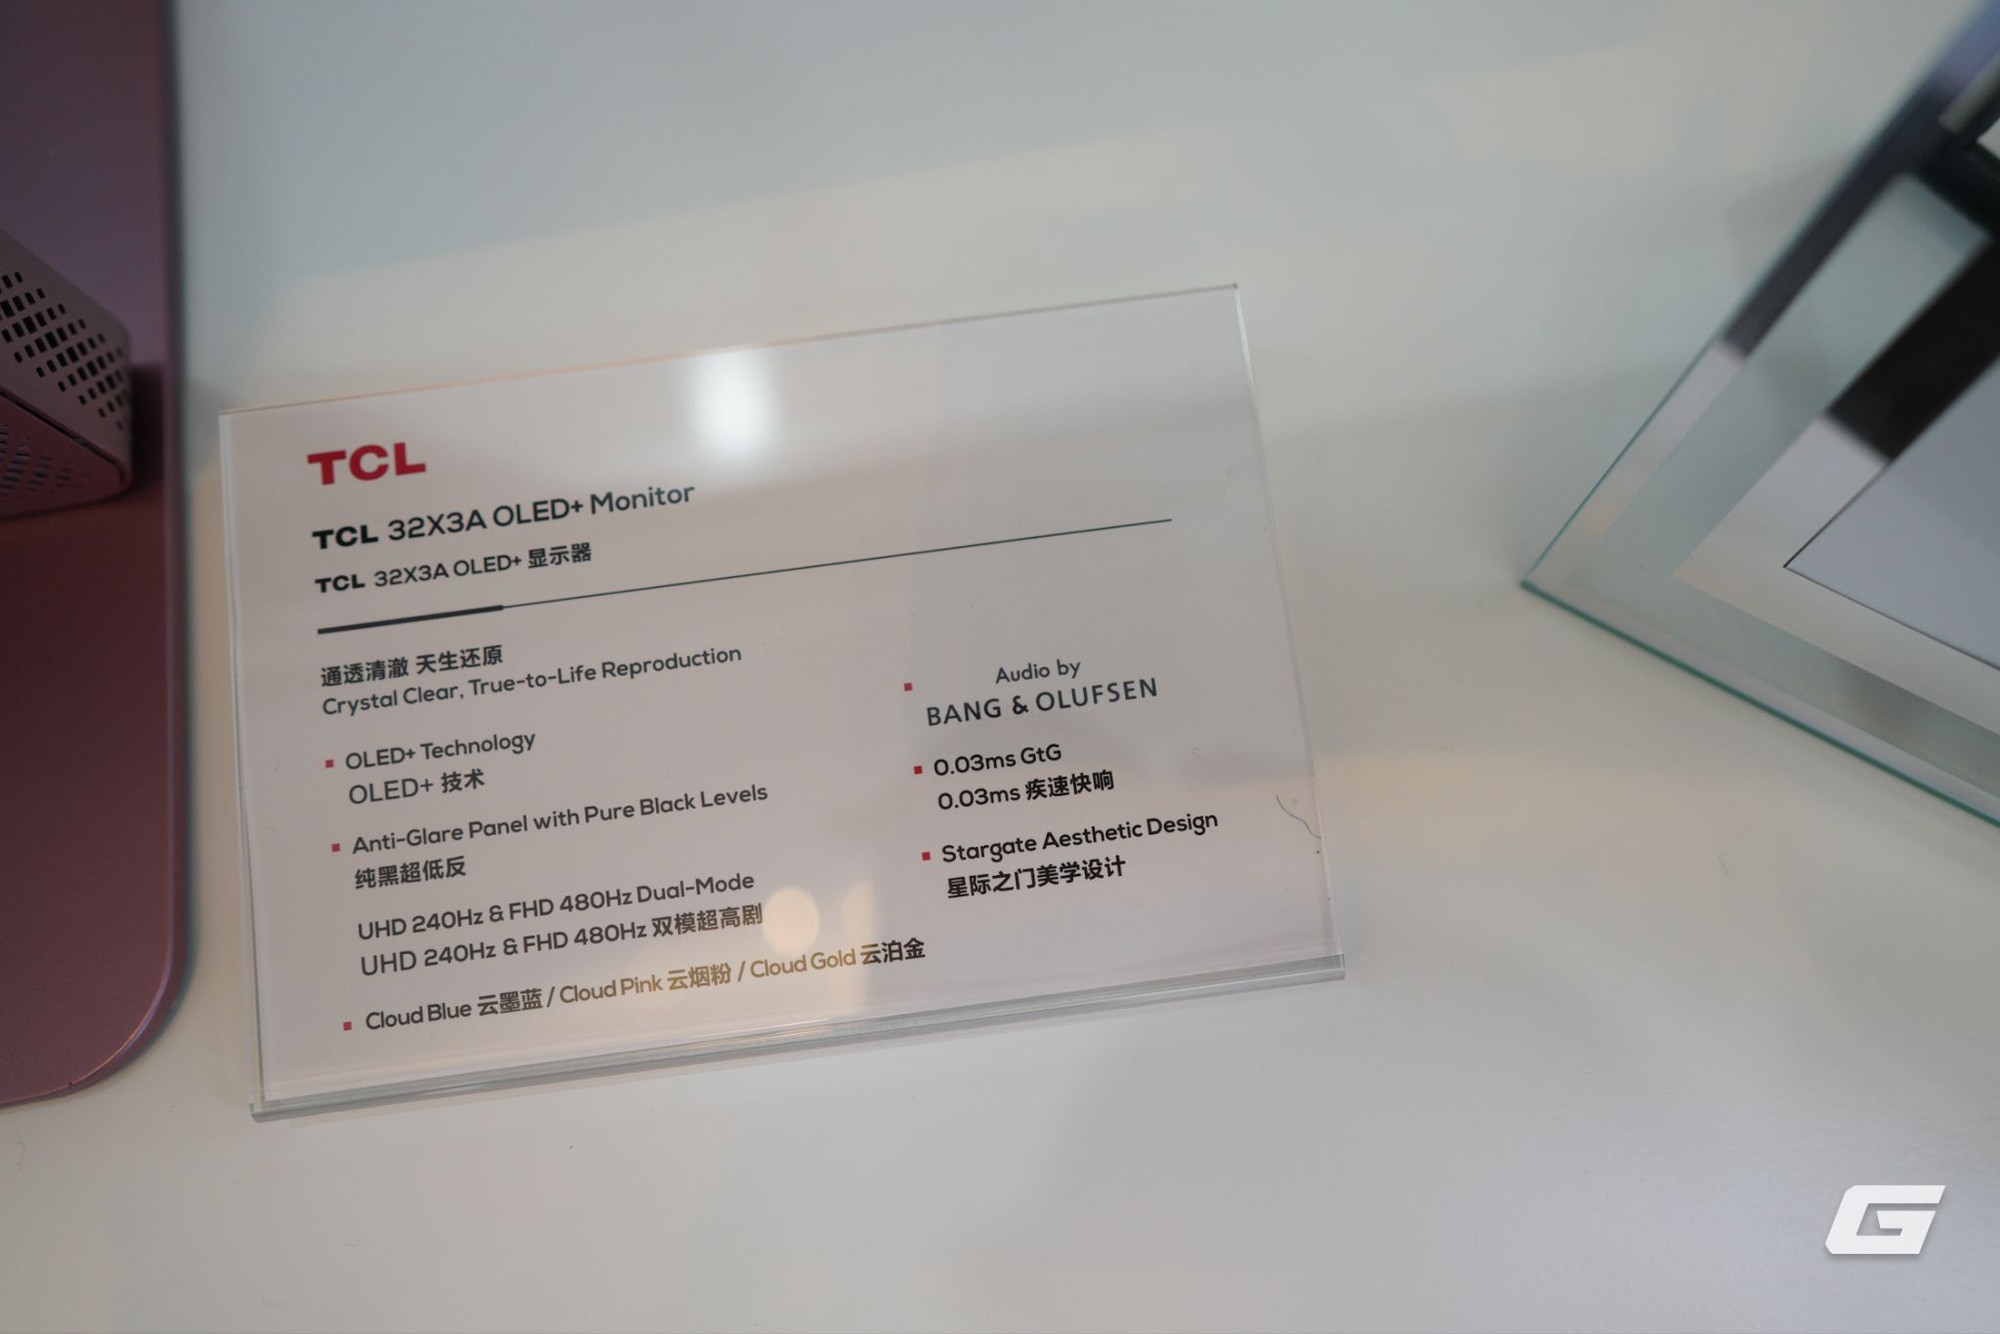 TCL
TCL 32X3A OLED+ Monitor
TCL 32X3A OLED+ 显示器
通透清澈 天生还原
Crystal Clear, True-to-Life Reproduction
OLED+ Technology
OLED+ 技术
Anti-Glare Panel with Pure Black Levels
纯黑超低反
UHD 240Hz & FHD 480Hz Dual-Mode
UHD 240Hz & FHD 480Hz 双模超高刷
Cloud Blue 云墨蓝 / Cloud Pink 云烟粉 / Cloud Gold 云泊金
Audio by
BANG & OLUFSEN
0.03ms GtG
0.03ms 疾速快响
Stargate Aesthetic Design
星际之门美学设计
G